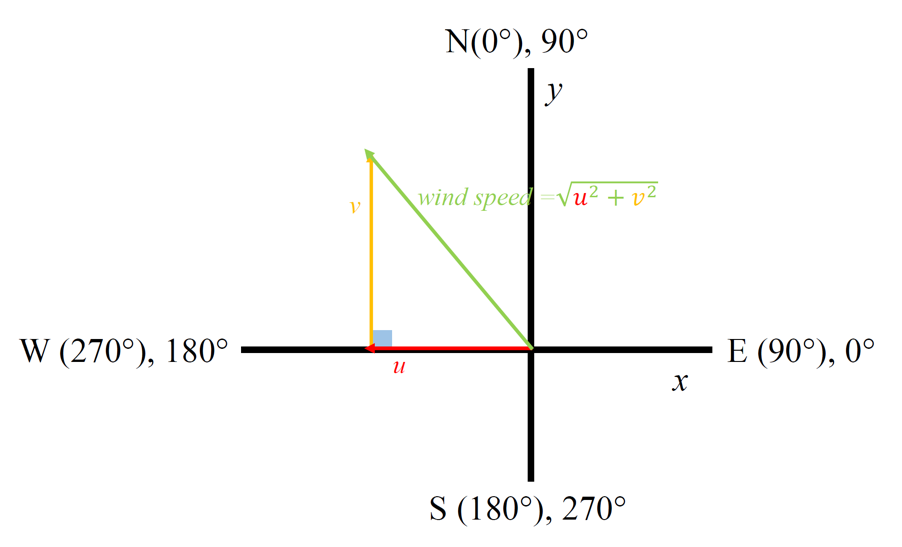 N(0°), 90°
y
wind speed =√u² + v²
v
W (270°), 180°
E (90°), 0°
u
x
S (180°), 270°